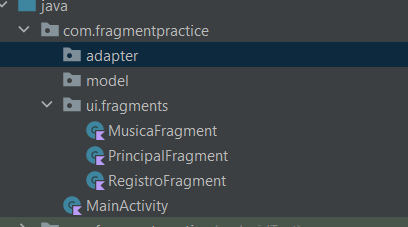 java
com.fragmentpractice
adapter
model
ui.fragments
MusicaFragment
PrincipalFragment
RegistroFragment
MainActivity